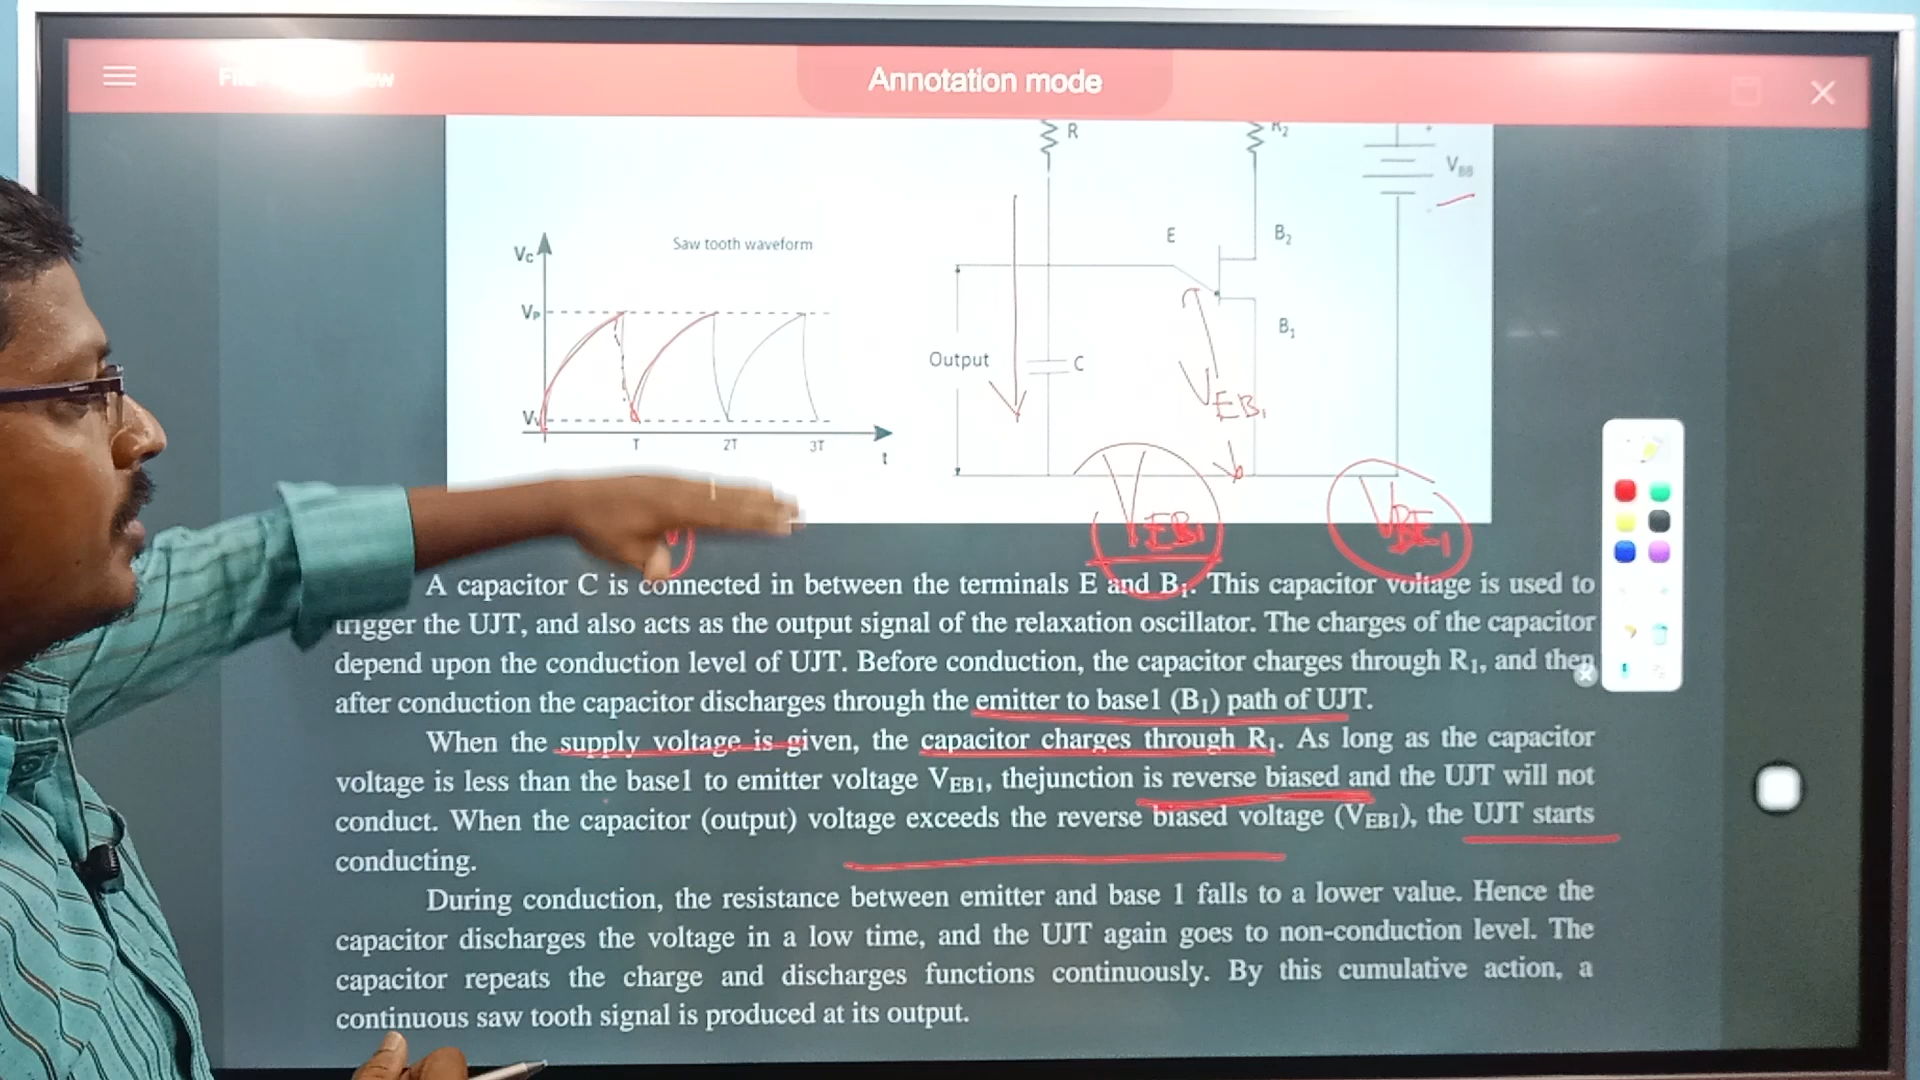 Annotation mode
R
R2
VBB
Vc
Saw tooth waveform
E
B2
VP
B1
Output
C
VEB1
Vv
T
2T
3T
t
VEB1
VBE1
A capacitor C is connected in between the terminals E and B1. This capacitor voltage is used to
trigger the UJT, and also acts as the output signal of the relaxation oscillator. The charges of the capacitor
depend upon the conduction level of UJT. Before conduction, the capacitor charges through R1, and then
after conduction the capacitor discharges through the emitter to base1 (B1) path of UJT.
When the supply voltage is given, the capacitor charges through R1. As long as the capacitor
voltage is less than the base1 to emitter voltage VEB1, thejunction is reverse biased and the UJT will not
conduct. When the capacitor (output) voltage exceeds the reverse biased voltage (VEB1), the UJT starts
conducting.
During conduction, the resistance between emitter and base 1 falls to a lower value. Hence the
capacitor discharges the voltage in a low time, and the UJT again goes to non-conduction level. The
capacitor repeats the charge and discharges functions continuously. By this cumulative action, a
continuous saw tooth signal is produced at its output.